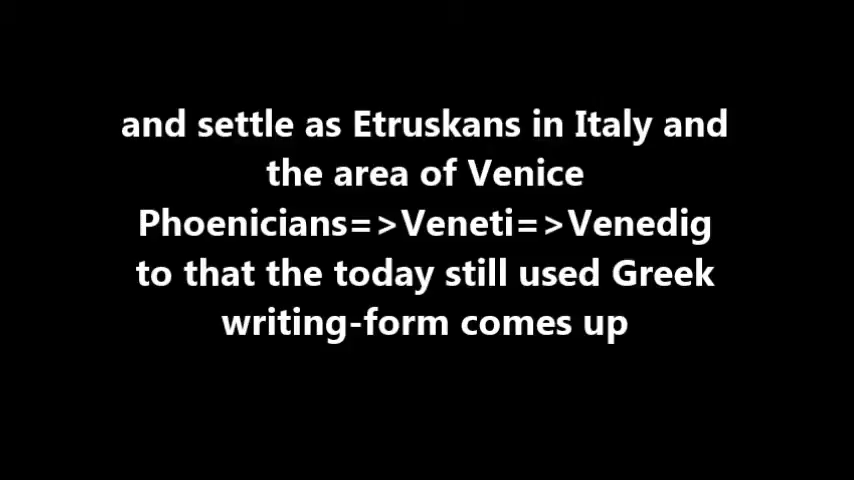 and settle as Etruskans in Italy and
the area of Venice
Phoenicians=>Veneti=>Venedig
to that the today still used Greek
writing-form comes up